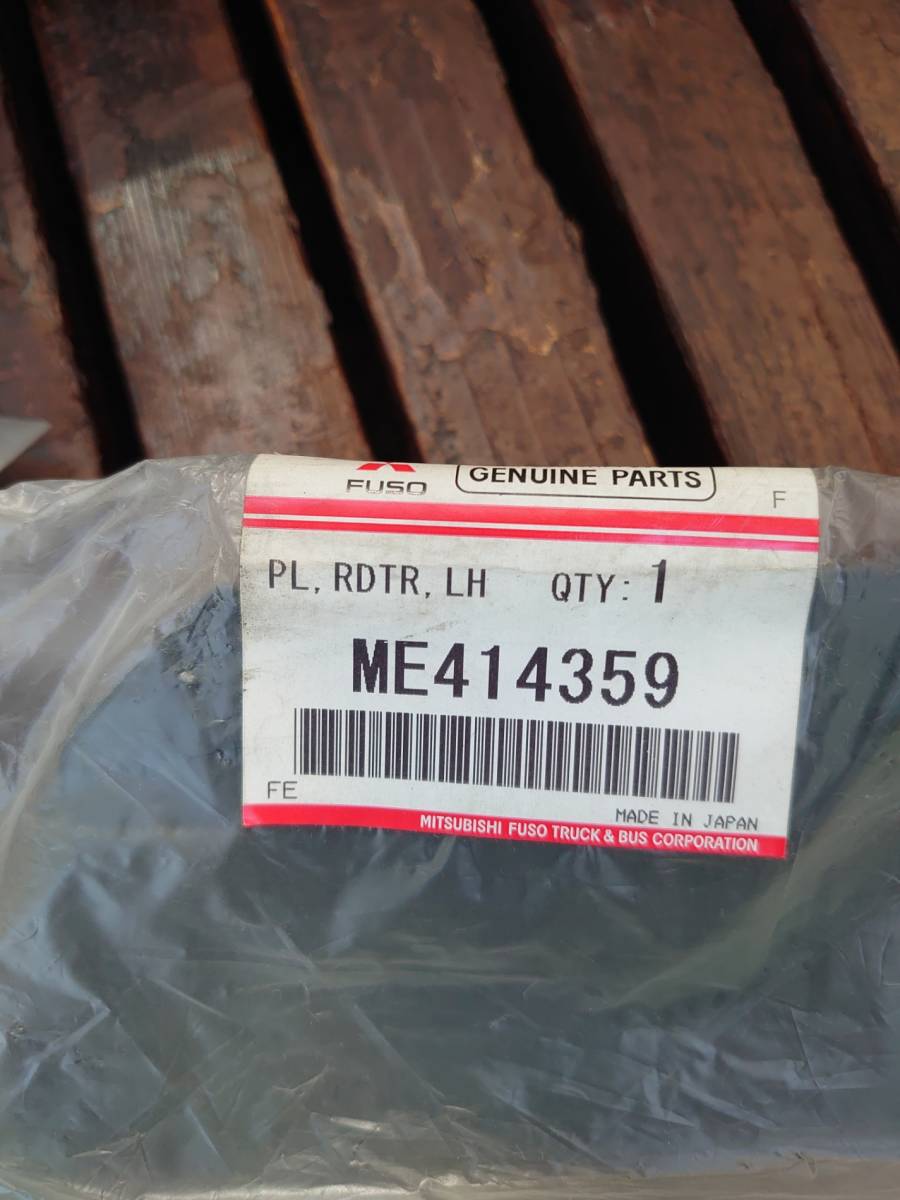 FUSO
GENUINE PARTS
F
PL, RDTR, LH QTY: 1
ME414359
FE
MADE IN JAPAN
MITSUBISHI FUSO TRUCK & BUS CORPORATION